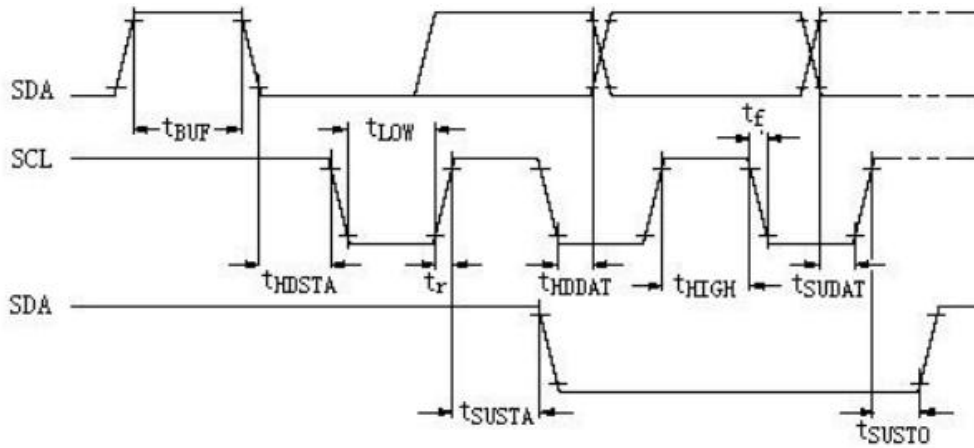 SDA
tBUF
tLOW
tf
SCL
tHDSTA
tr
tHDDAT
tHIGH
tSUDAT
SDA
tSUSTA
tSUSTO